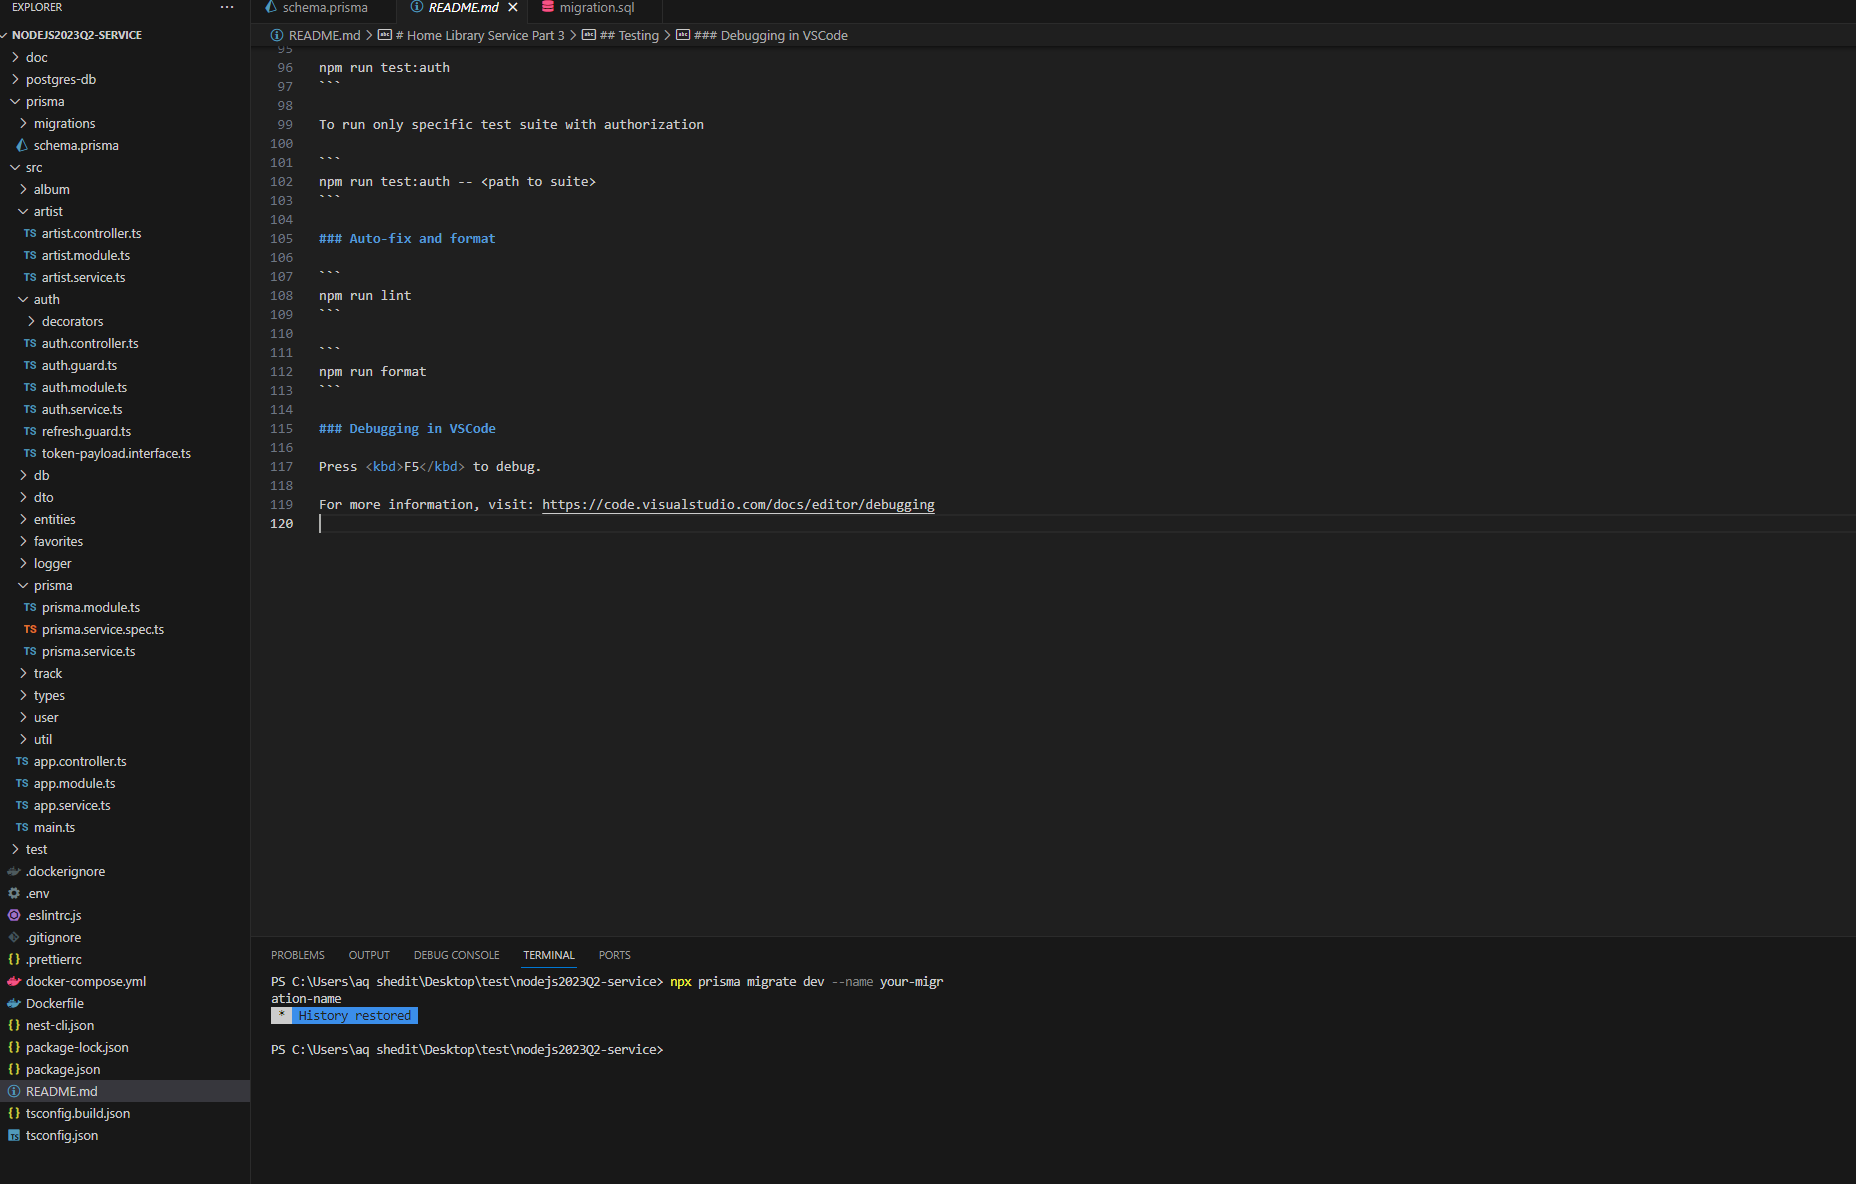 EXPLORER
NODEJS2023Q2-SERVICE
doc
postgres-db
prisma
migrations
schema.prisma
src
album
artist
TS artist.controller.ts
TS artist.module.ts
TS artist.service.ts
auth
decorators
TS auth.controller.ts
TS auth.guard.ts
TS auth.module.ts
TS auth.service.ts
TS refresh.guard.ts
TS token-payload.interface.ts
db
dto
entities
favorites
logger
prisma
TS prisma.module.ts
TS prisma.service.spec.ts
TS prisma.service.ts
track
types
user
util
TS app.controller.ts
TS app.module.ts
TS app.service.ts
TS main.ts
test
.dockerignore
.env
.eslintrc.js
.gitignore
{} .prettierrc
docker-compose.yml
Dockerfile
{} nest-cli.json
{} package-lock.json
{} package.json
README.md
{} tsconfig.build.json
tsconfig.json
schema.prisma README.md migration.sql
README.md > # Home Library Service Part 3 > ## Testing > ### Debugging in VSCode
95
96 npm run test:auth
97 ```
98
99 To run only specific test suite with authorization
100
101 ```
102 npm run test:auth -- <path to suite>
103 ```
104
105 ### Auto-fix and format
106
107 ```
108 npm run lint
109 ```
110
111 ```
112 npm run format
113 ```
114
115 ### Debugging in VSCode
116
117 Press <kbd>F5</kbd> to debug.
118
119 For more information, visit: https://code.visualstudio.com/docs/editor/debugging
120
PROBLEMS OUTPUT DEBUG CONSOLE TERMINAL PORTS
PS C:\Users\aq shedit\Desktop\test\nodejs2023Q2-service> npx prisma migrate dev --name your-migr
ation-name
* History restored
PS C:\Users\aq shedit\Desktop\test\nodejs2023Q2-service>